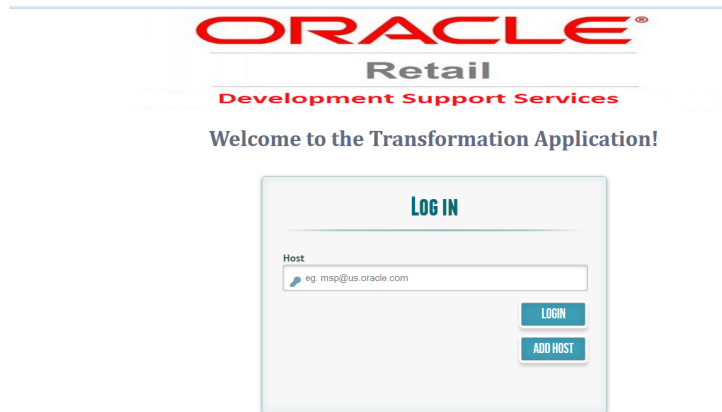 ORACLE®
Retail
Development Support Services
Welcome to the Transformation Application!
LOG IN
Host
eg. msp@us.oracle.com
LOGIN
ADD HOST